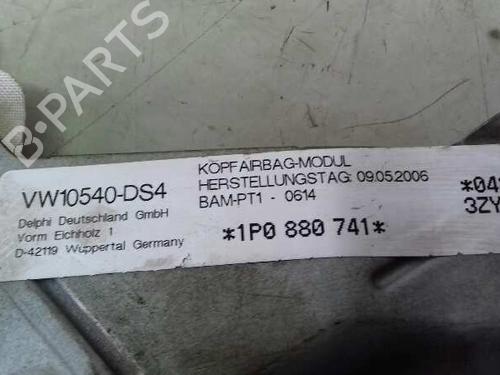 B-PARTS
VW10540-DS4
Delphi Deutschland GmbH
Vorm Eichholz 1
D-42119 Wuppertal Germany
KOPFAIRBAG-MODUL
HERSTELLUNGSTAG: 09.05.2006
BAM-PT1 - 0614
*1P0 880 741*
*04
3ZY